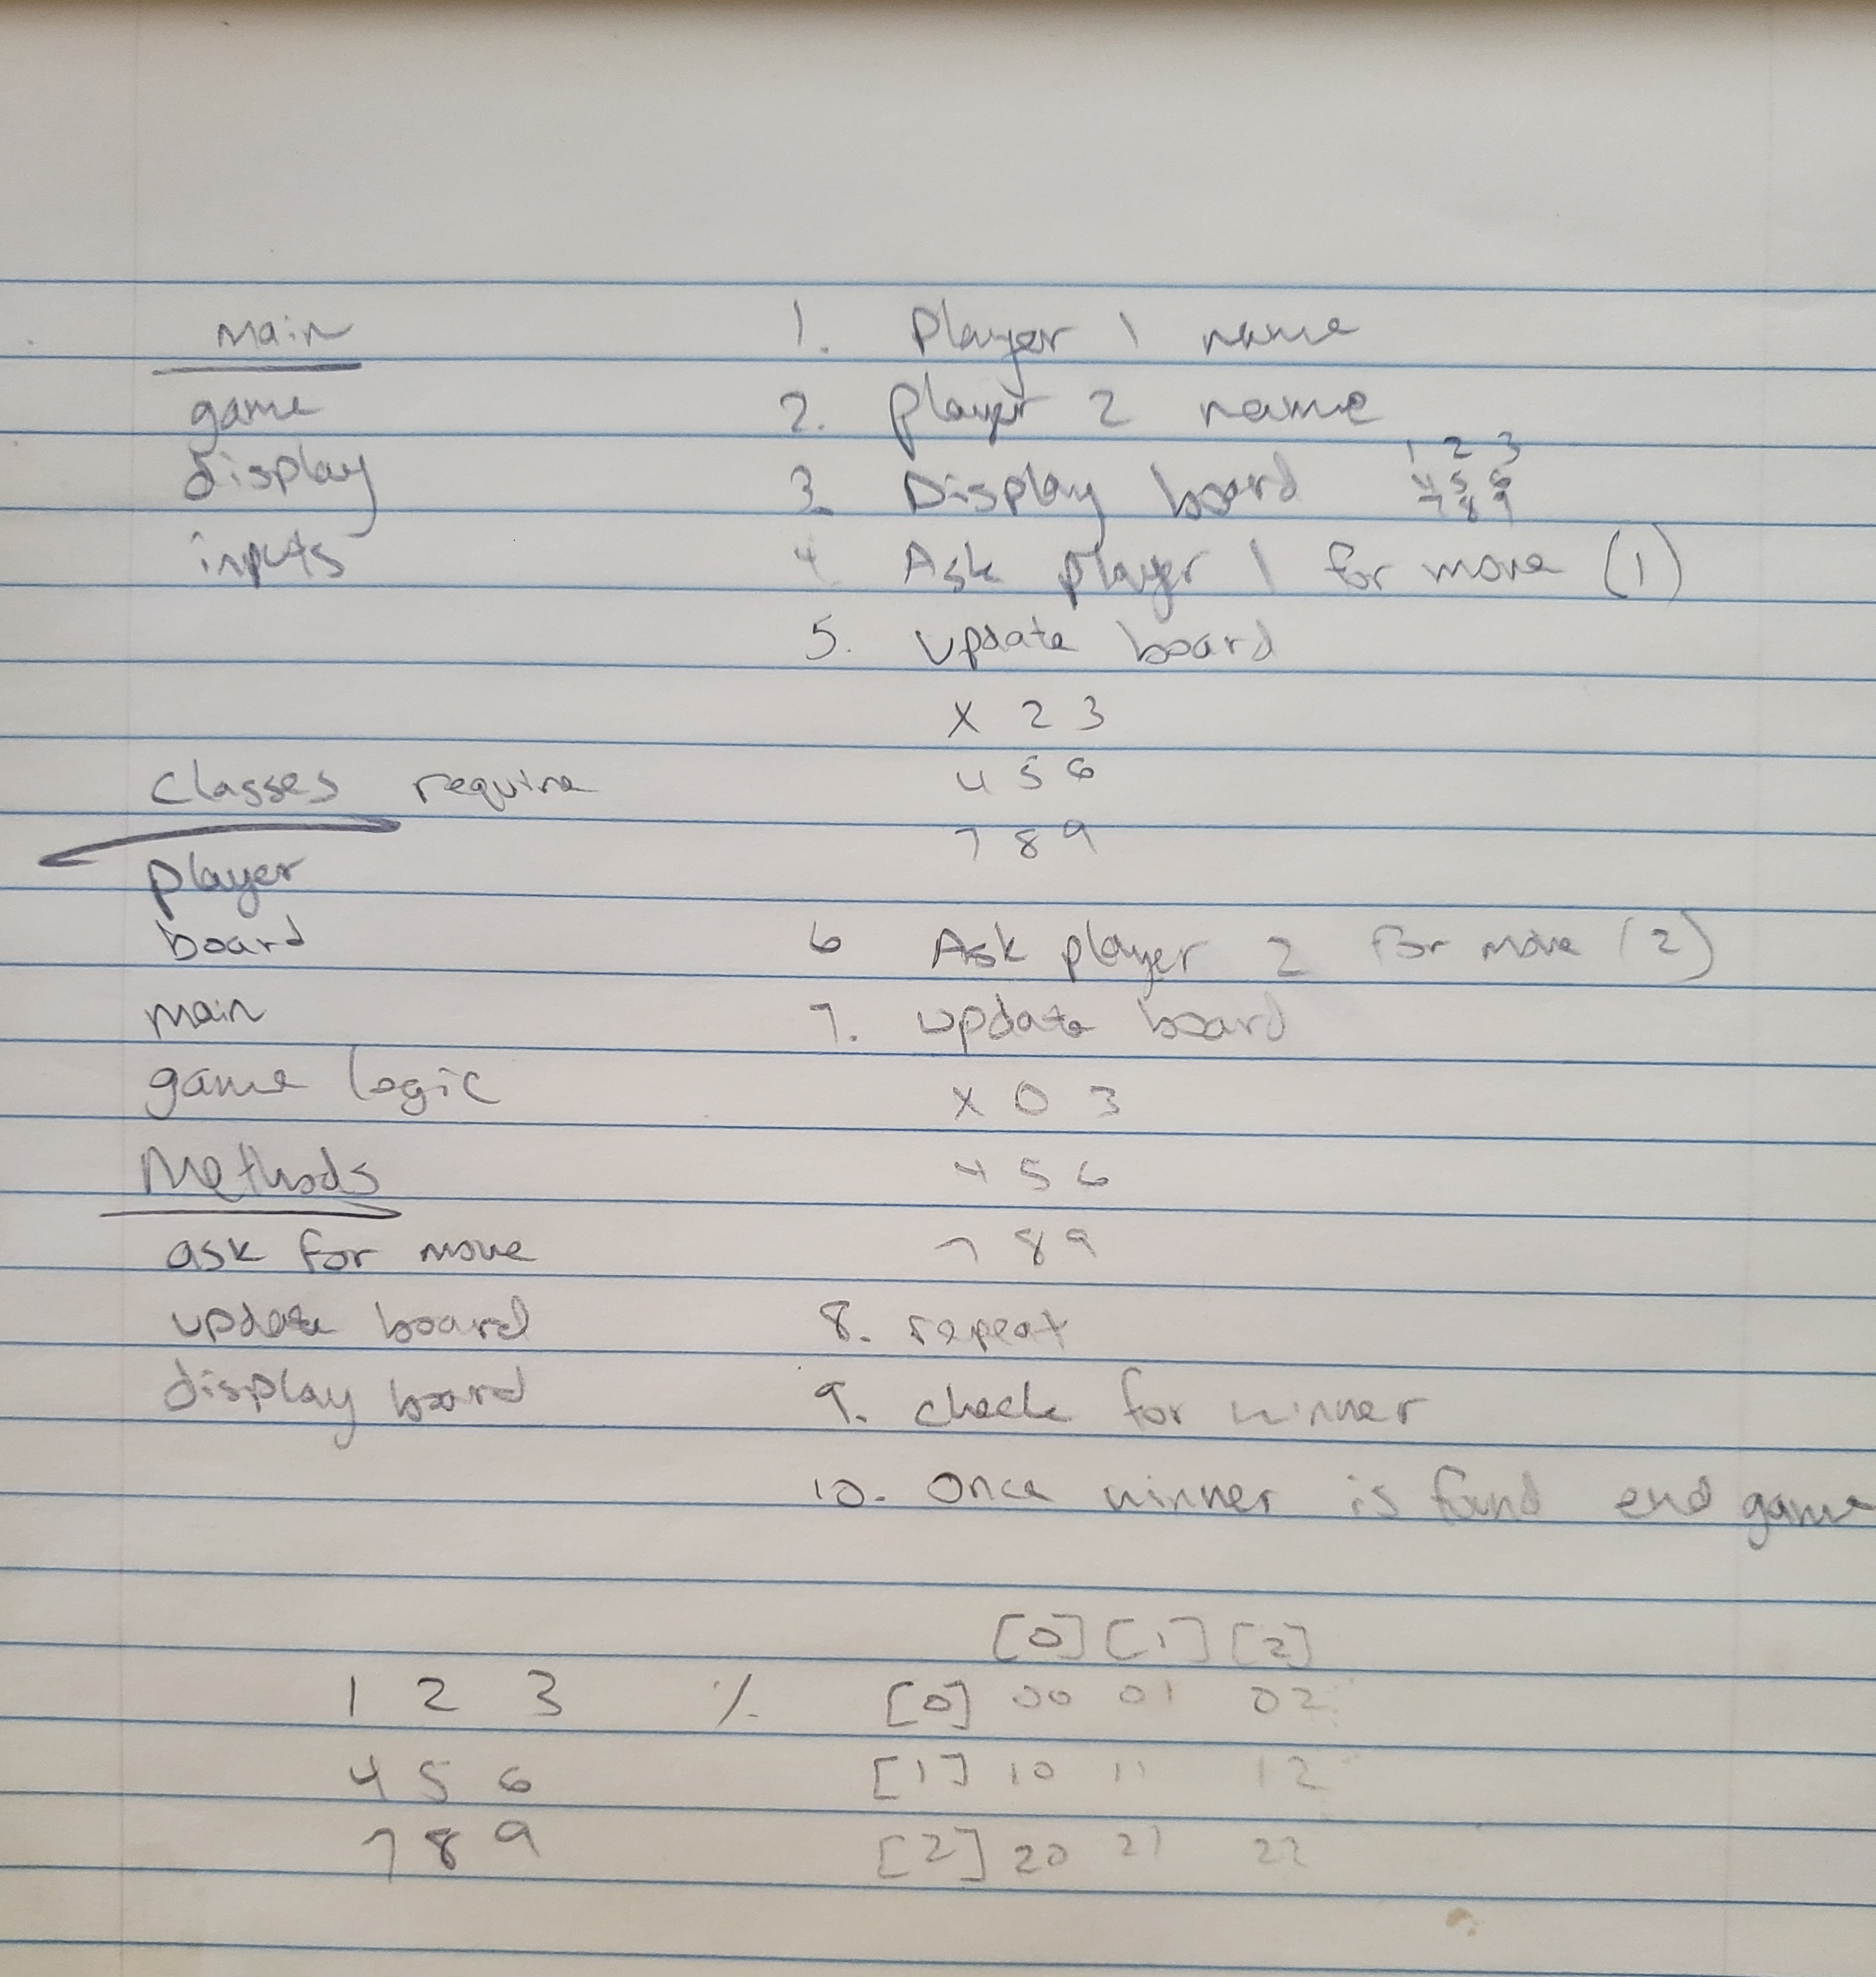 main
game
display
inputs
classes require
player
board
main
game logic
Methods
ask for move
update board
display board
1. Player 1 name
2. player 2 name
1 2 3
3. Display board 4 5 6
7 8 9
4 Ask player 1 for move (1)
5. update board
X 2 3
4 5 6
7 8 9
6 Ask player 2 for move (2)
7. update board
X O 3
4 5 6
7 8 9
8. repeat
9. check for winner
10. Once winner is found end game
[0] [1] [2]
1 2 3 % [0] 00 01 02
4 5 6 [1] 10 11 12
7 8 9 [2] 20 21 22